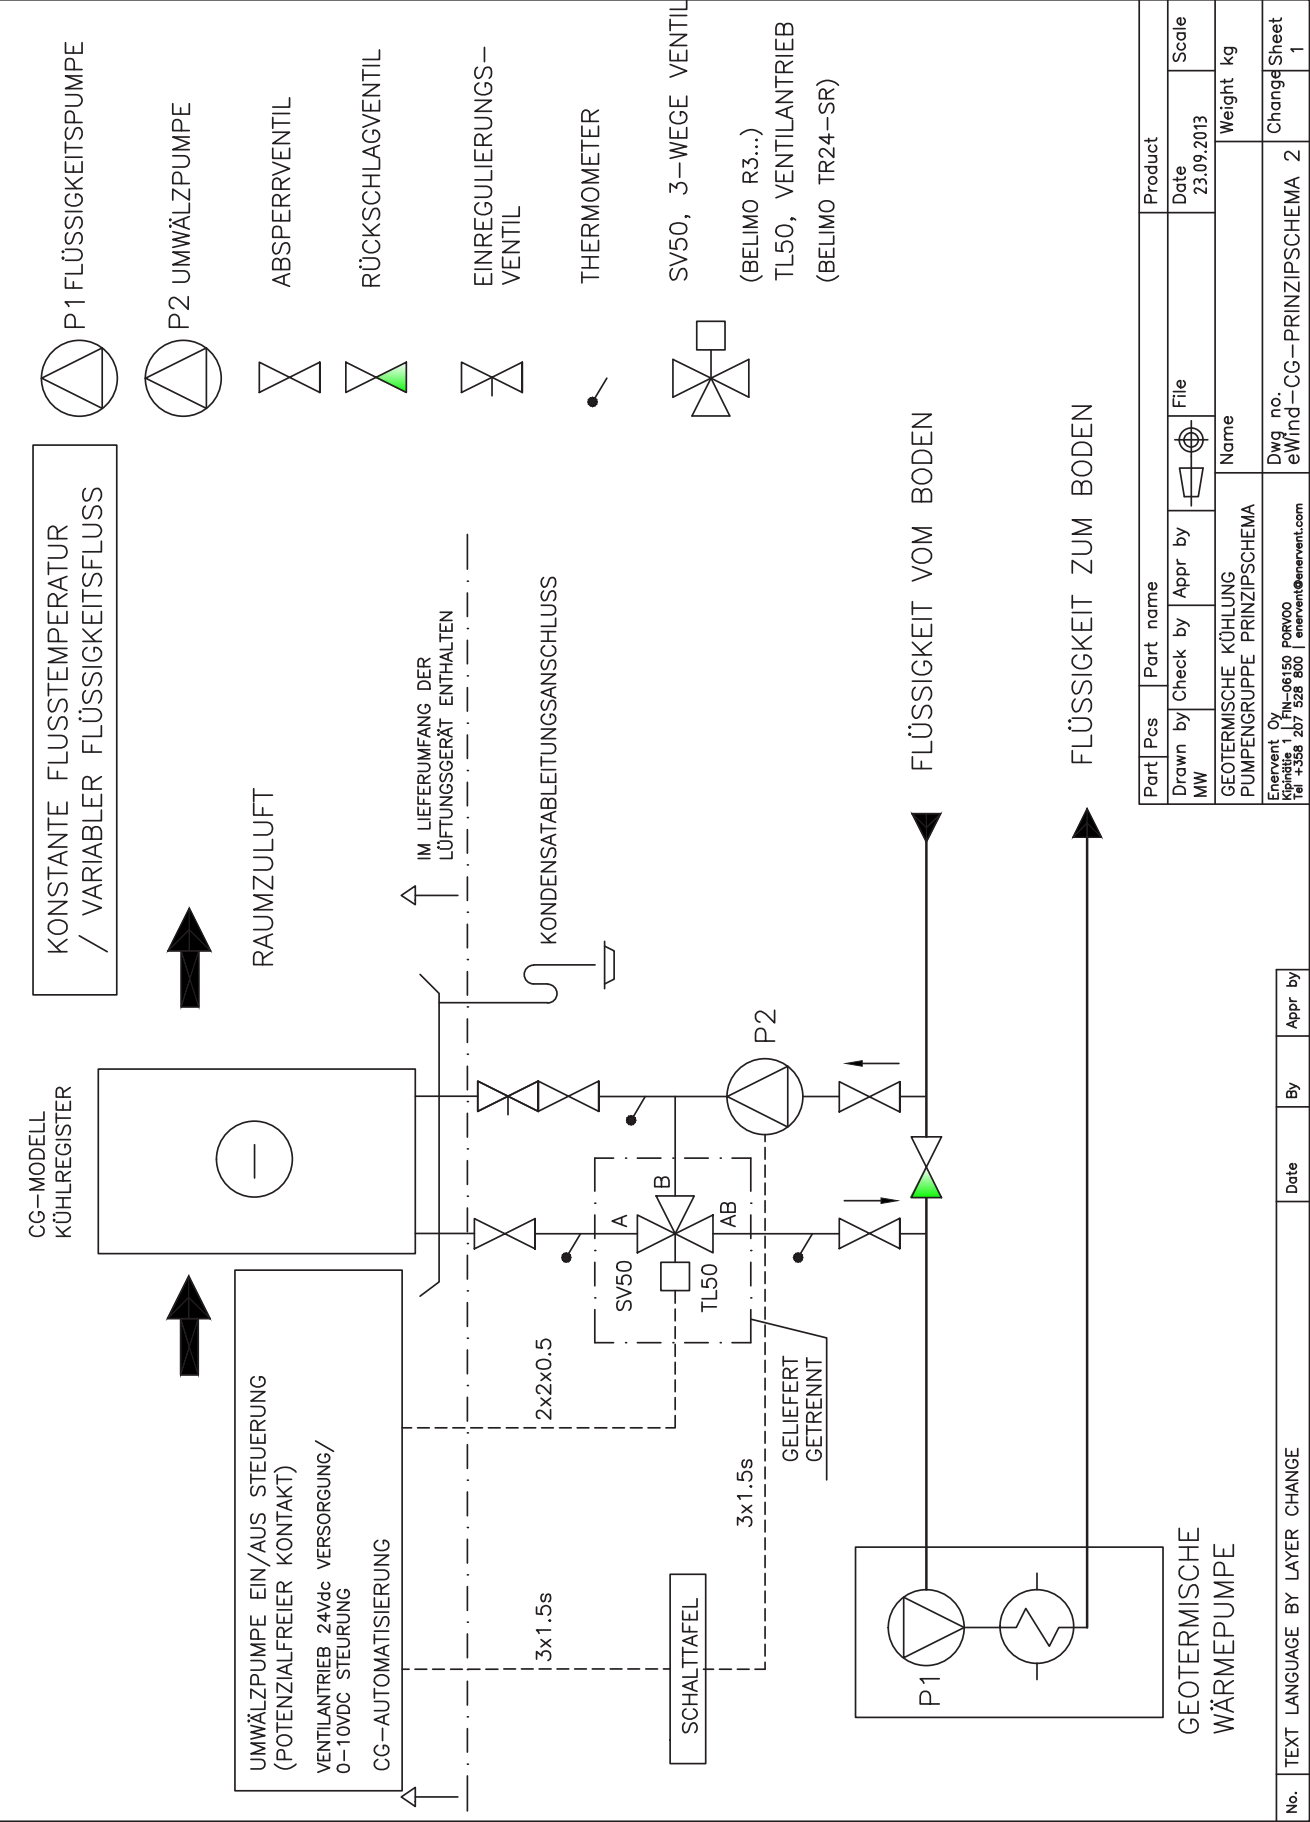 KONSTANTE FLUSSTEMPERATUR
/ VARIABLER FLÜSSIGKEITSFLUSS
P1 FLÜSSIGKEITSPUMPE
P2 UMWÄLZPUMPE
ABSPERRVENTIL
RÜCKSCHLAGVENTIL
EINREGULIERUNGS-
VENTIL
THERMOMETER
SV50, 3-WEGE VENTIL
(BELIMO R3...)
TL50, VENTILANTRIEB
(BELIMO TR24-SR)
CG-MODELL
KÜHLREGISTER
RAUMZULUFT
UMWÄLZPUMPE EIN/AUS STEUERUNG
(POTENZIALFREIER KONTAKT)
VENTILANTRIEB 24Vdc VERSORGUNG/
0-10VDC STEURUNG
CG-AUTOMATISIERUNG
IM LIEFERUMFANG DER
LÜFTUNGSGERÄT ENTHALTEN
KONDENSATABLEITUNGSANSCHLUSS
3x1.5s
2x2x0.5
SV50
A
B
TL50
AB
P2
SCHALTTAFEL
3x1.5s
GELIEFERT
GETRENNT
P1
FLÜSSIGKEIT VOM BODEN
FLÜSSIGKEIT ZUM BODEN
GEOTERMISCHE
WÄRMEPUMPE
Part Pcs Part name Product
Drawn by Check by Appr by File Date Scale
MW 23.09.2013
GEOTERMISCHE KÜHLUNG
PUMPENGRUPPE PRINZIPSCHEMA
Name Weight kg
Enervent Oy
Kipinätie 1 | FIN-06150 PORVOO
Tel +358 207 528 800 | enervent@enervent.com
Dwg no. Change Sheet
eWind-CG-PRINZIPSCHEMA 2 1
No. TEXT LANGUAGE BY LAYER CHANGE Date By Appr by